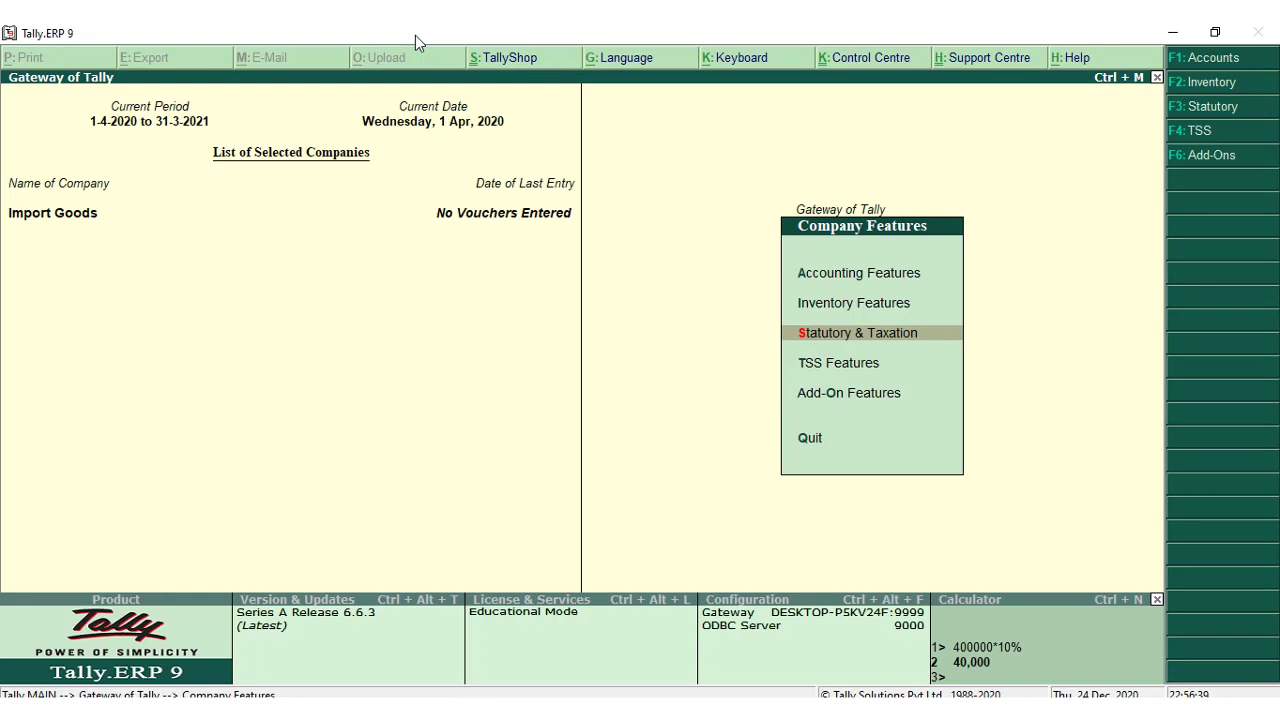 Tally.ERP 9
P: Print E: Export M: E-Mail O: Upload S: TallyShop G: Language K: Keyboard K: Control Centre H: Support Centre H: Help
F1: Accounts
Gateway of Tally Ctrl + M
F2: Inventory
Current Period Current Date
F3: Statutory
1-4-2020 to 31-3-2021 Wednesday, 1 Apr, 2020
F4: TSS
List of Selected Companies
F6: Add-Ons
Name of Company Date of Last Entry
Import Goods No Vouchers Entered
Gateway of Tally
Company Features
Accounting Features
Inventory Features
Statutory & Taxation
TSS Features
Add-On Features
Quit
Product Version & Updates Ctrl + Alt + T License & Services Ctrl + Alt + L Configuration Ctrl + Alt + F Calculator Ctrl + N
Tally
POWER OF SIMPLICITY
Tally.ERP 9
Series A Release 6.6.3
(Latest)
Educational Mode
Gateway DESKTOP-P5KV24F:9999
ODBC Server 9000
1> 400000*10%
2 40,000
3>
Tally MAIN --> Gateway of Tally --> Company Features © Tally Solutions Pvt Ltd., 1988-2020 Thu, 24 Dec, 2020 22:56:39